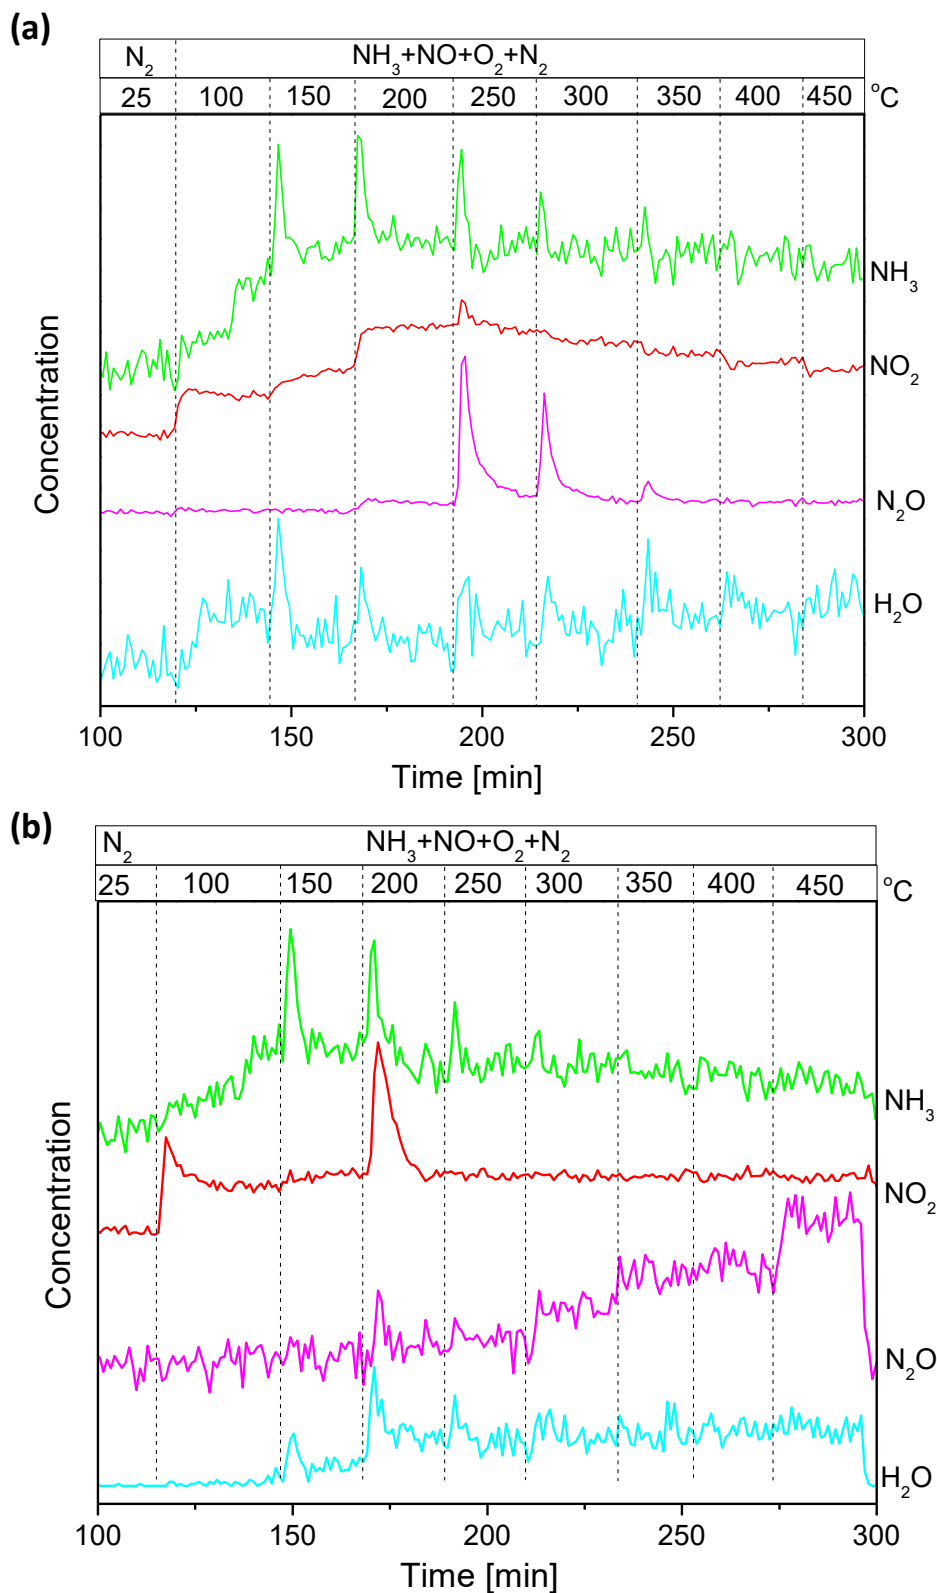 (a)
N₂ NH₃+NO+O₂+N₂
25 100 150 200 250 300 350 400 450 °C
Concentration
NH₃
NO₂
N₂O
H₂O
100 150 200 250 300
Time [min]
(b)
N₂ NH₃+NO+O₂+N₂
25 100 150 200 250 300 350 400 450 °C
Concentration
NH₃
NO₂
N₂O
H₂O
100 150 200 250 300
Time [min]